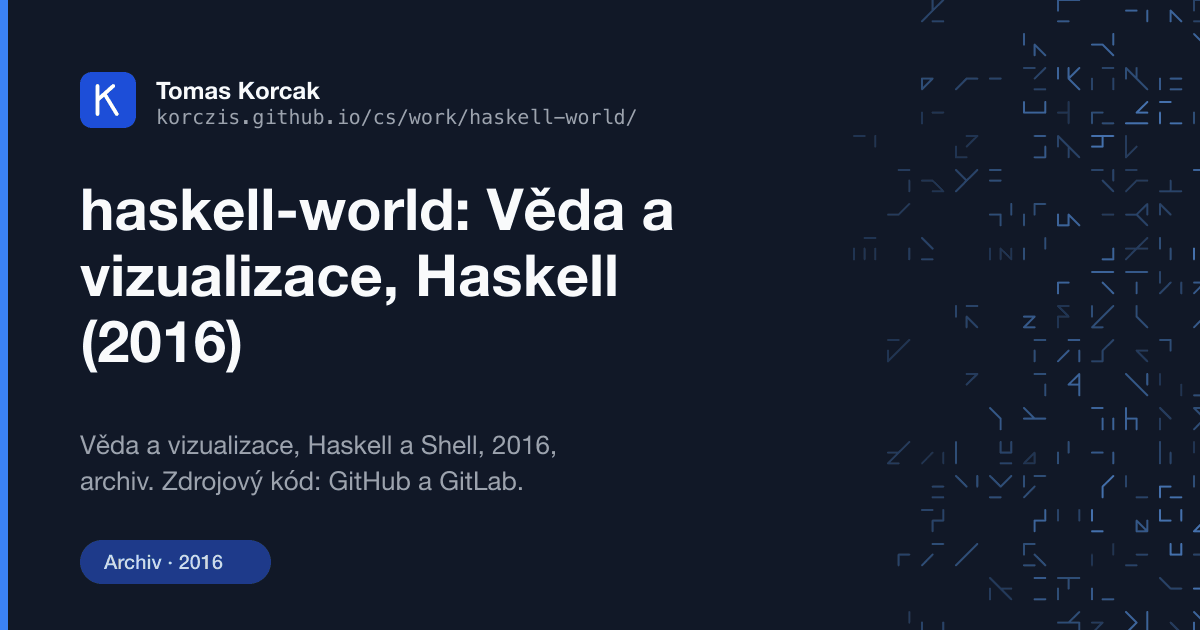 K
Tomas Korcak
korczis.github.io/cs/work/haskell-world/
haskell-world: Věda a
vizualizace, Haskell
(2016)
Věda a vizualizace, Haskell a Shell, 2016,
archiv. Zdrojový kód: GitHub a GitLab.
Archiv · 2016